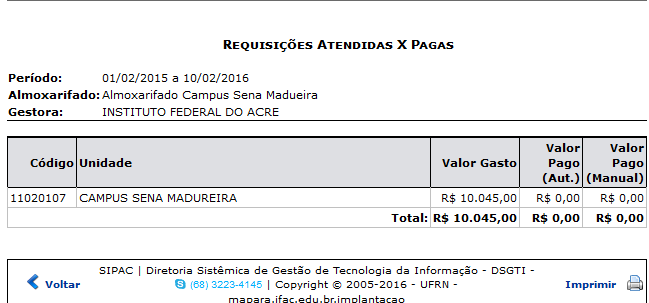 REQUISIÇÕES ATENDIDAS X PAGAS
Período: 01/02/2015 a 10/02/2016
Almoxarifado: Almoxarifado Campus Sena Madueira
Gestora: INSTITUTO FEDERAL DO ACRE
Código Unidade Valor Gasto Valor Pago (Aut.) Valor Pago (Manual)
11020107 CAMPUS SENA MADUREIRA R$ 10.045,00 R$ 0,00 R$ 0,00
Total: R$ 10.045,00 R$ 0,00 R$ 0,00
Voltar
SIPAC | Diretoria Sistêmica de Gestão de Tecnologia da Informação - DSGTI -
(68) 3223-4145 | Copyright © 2005-2016 - UFRN -
mapara.ifac.edu.br.implantacao
Imprimir